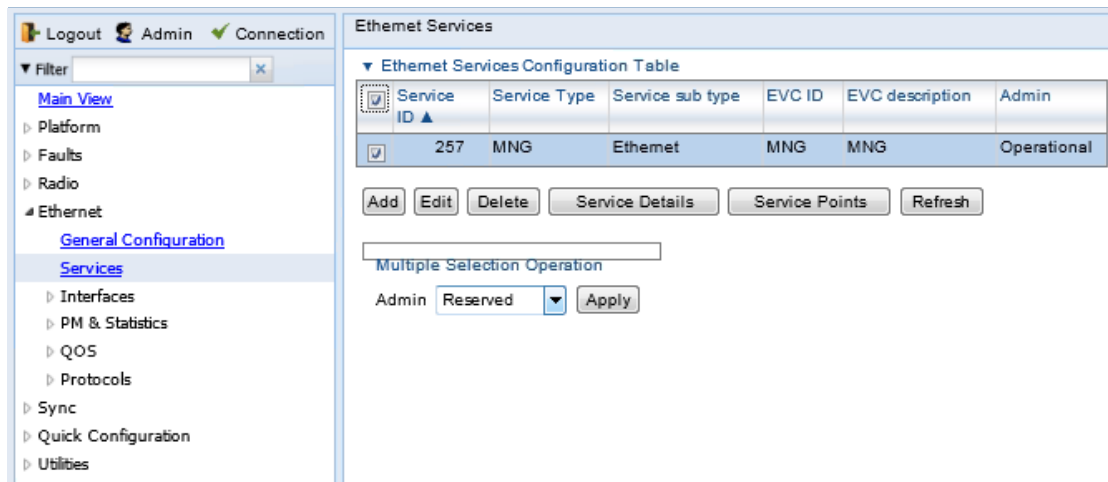 Logout Admin Connection
Filter
Main View
Platform
Faults
Radio
Ethernet
General Configuration
Services
Interfaces
PM & Statistics
QOS
Protocols
Sync
Quick Configuration
Utilities
Ethernet Services
Ethernet Services Configuration Table
Service ID ▲ Service Type Service sub type EVC ID EVC description Admin
257 MNG Ethernet MNG MNG Operational
Add Edit Delete Service Details Service Points Refresh
Multiple Selection Operation
Admin Reserved Apply